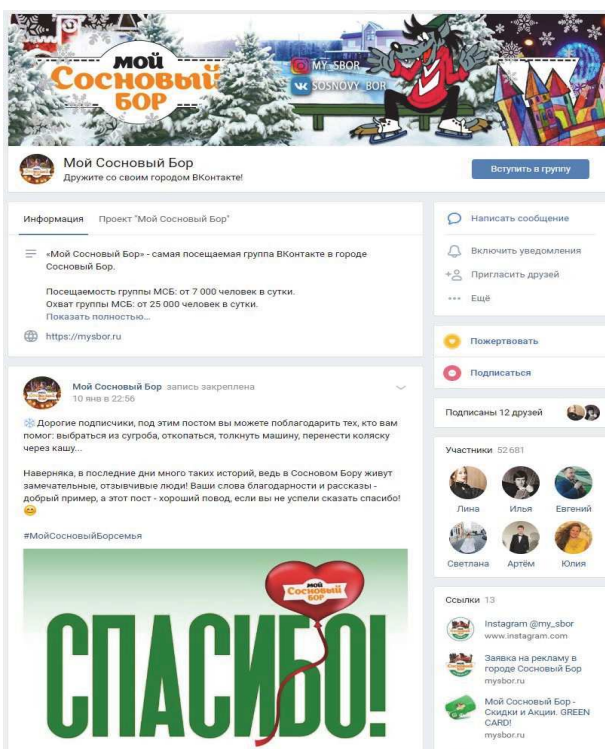 мой
Сосновый
БОР
MY_SBOR
SOSNOVY_BOR
Мой Сосновый Бор
Дружите со своим городом ВКонтакте!
Вступить в группу
Информация Проект "Мой Сосновый Бор"
«Мой Сосновый Бор» - самая посещаемая группа ВКонтакте в городе
Сосновый Бор.
Посещаемость группы МСБ: от 7 000 человек в сутки.
Охват группы МСБ: от 25 000 человек в сутки.
Показать полностью...
https://mysbor.ru
Мой Сосновый Бор запись закреплена
10 янв в 22:56
Дорогие подписчики, под этим постом вы можете поблагодарить тех, кто вам
помог: выбраться из сугроба, откопаться, толкнуть машину, перенести коляску
через кашу...
Наверняка, в последние дни много таких историй, ведь в Сосновом Бору живут
замечательные, отзывчивые люди! Ваши слова благодарности и рассказы -
добрый пример, а этот пост - хороший повод, если вы не успели сказать спасибо!
#МойСосновыйБорсемья
мой
Сосновый
БОР
СПАСИБО!
Написать сообщение
Включить уведомления
Пригласить друзей
Ещё
Пожертвовать
Подписаться
Подписаны 12 друзей
Участники 52 681
Лина Илья Евгений
Светлана Артём Юлия
Ссылки 13
Instagram @my_sbor
www.instagram.com
Заявка на рекламу в
городе Сосновый Бор
mysbor.ru
Мой Сосновый Бор -
Скидки и Акции. GREEN
CARD!
mysbor.ru